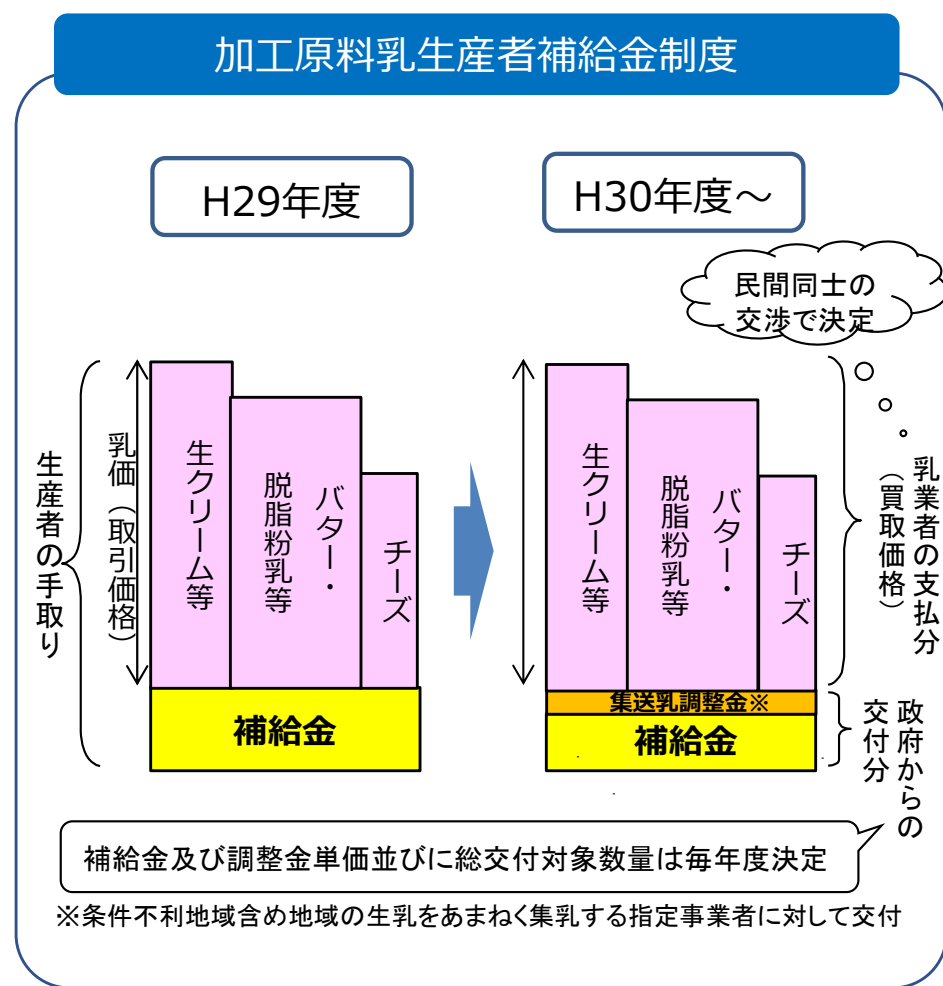 加工原料乳生産者補給金制度
H29年度
H30年度～
民間同士の
交渉で決定
生産者の手取り
乳価（取引価格）
生クリーム等
バター・
脱脂粉乳等
チーズ
補給金
生クリーム等
バター・
脱脂粉乳等
チーズ
集送乳調整金※
補給金
乳業者の支払分
（買取価格）
政府からの
交付分
補給金及び調整金単価並びに総交付対象数量は毎年度決定
※条件不利地域含め地域の生乳をあまねく集乳する指定事業者に対して交付